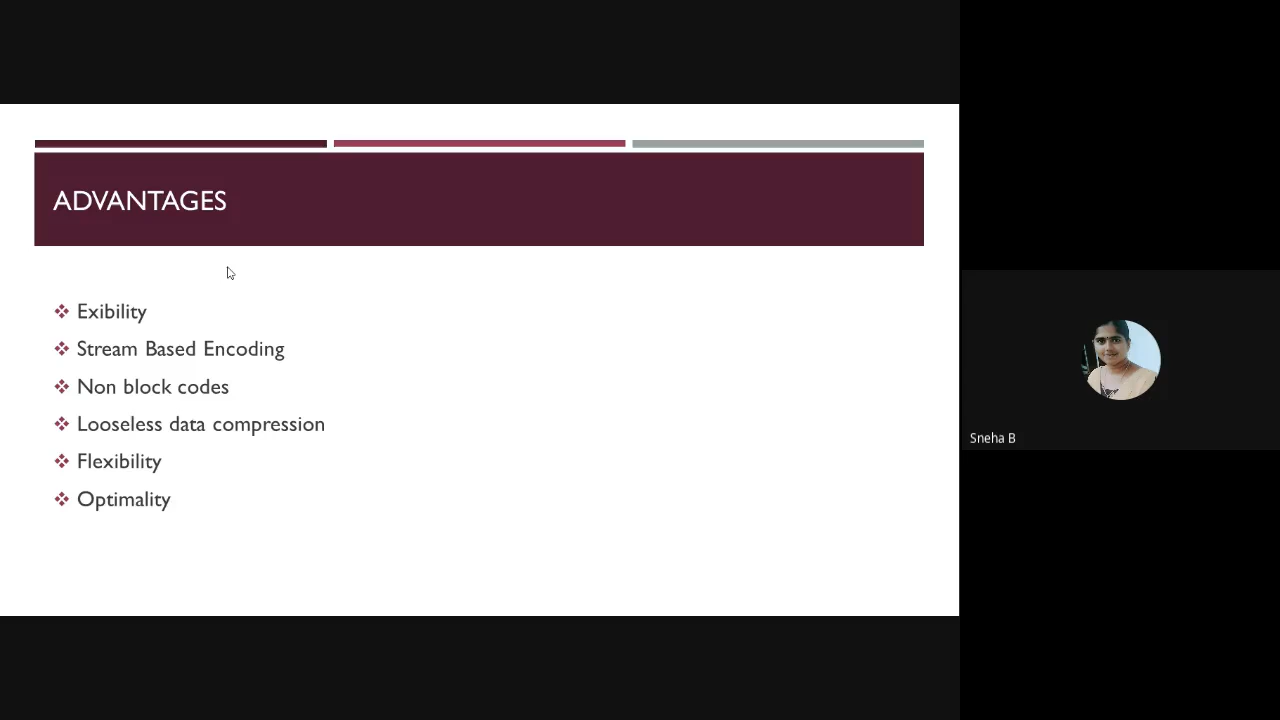 ADVANTAGES
Exibility
Stream Based Encoding
Non block codes
Looseless data compression
Flexibility
Optimality
Sneha B